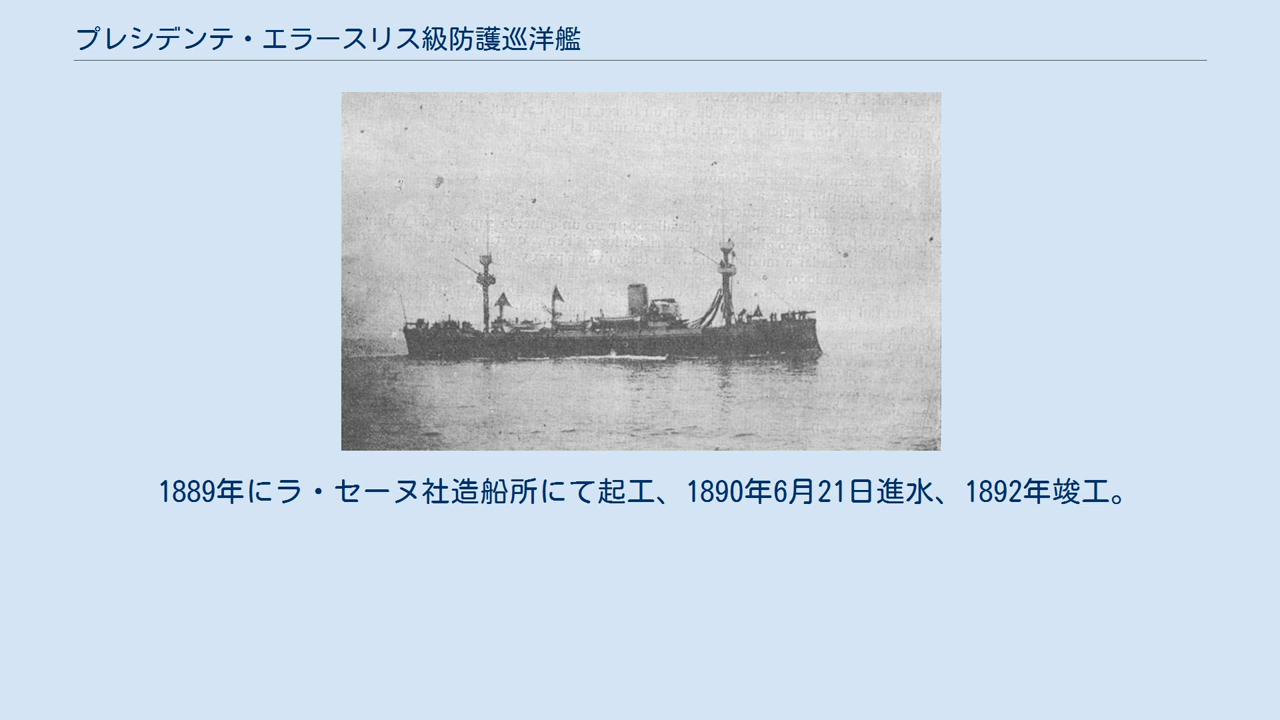 プレシデンテ・エラースリス級防護巡洋艦
1889年にラ・セーヌ社造船所にて起工、1890年6月21日進水、1892年竣工。